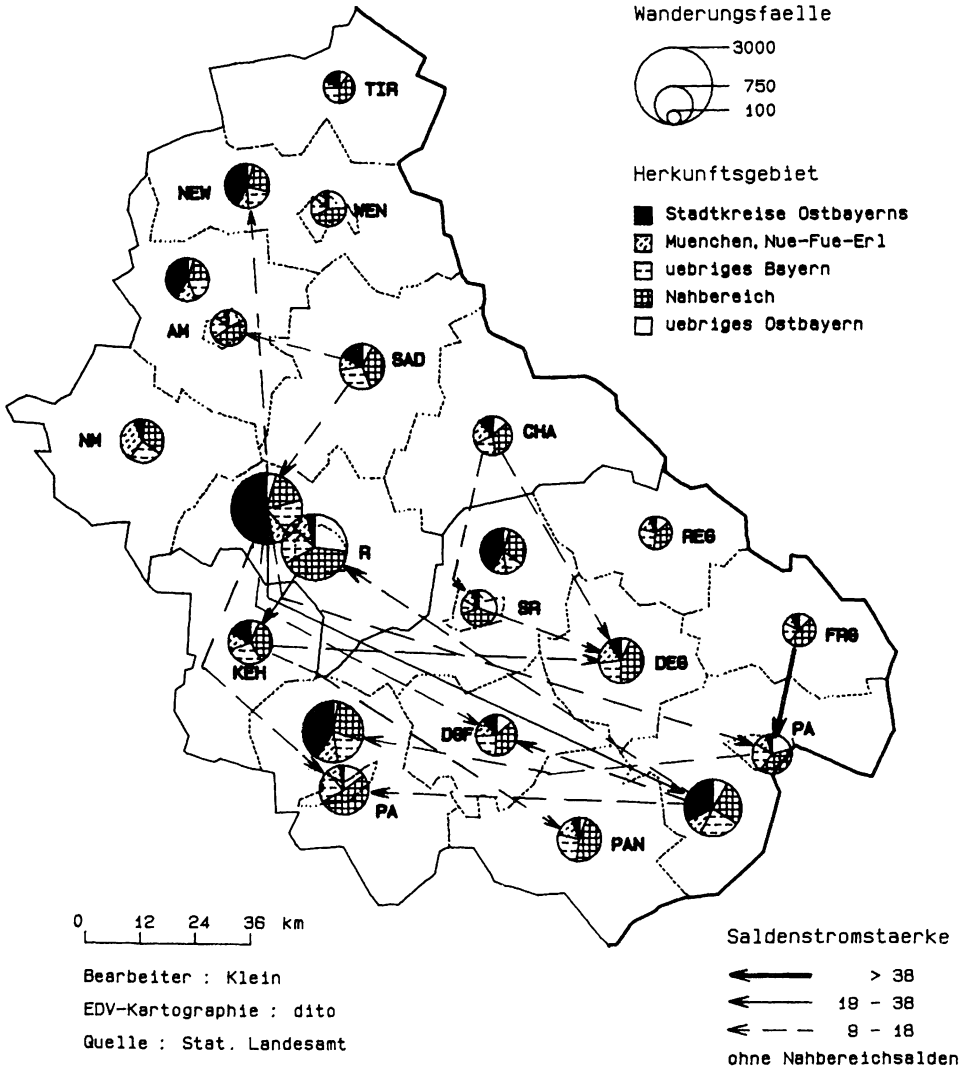 Wanderungsfaelle
3000
750
100
Herkunftsgebiet
Stadtkreise Ostbayerns
Muenchen, Nue-Fue-Erl
uebriges Bayern
Nahbereich
uebriges Ostbayern
TIR
NEW
WEN
AM
SAD
NM
CHA
R
REG
SR
FRG
KEH
DEG
DGF
PA
PA
PAN
0 12 24 36 km
Bearbeiter : Klein
EDV-Kartographie : dito
Quelle : Stat. Landesamt
Saldenstromstaerke
> 38
19 - 38
9 - 18
ohne Nahbereichsalden